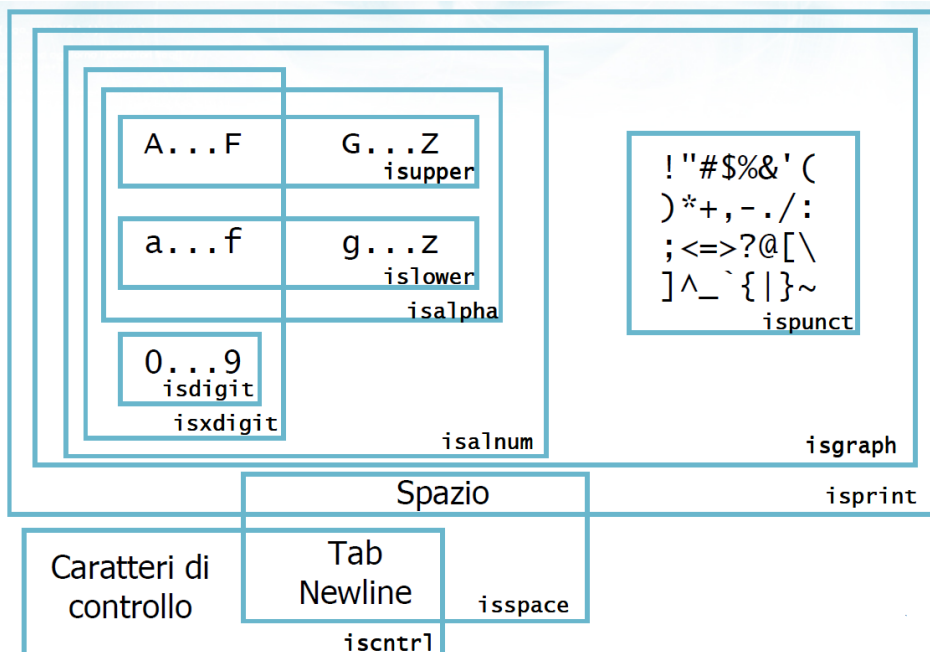 A...F G...Z
isupper
a...f g...z
islower
isalpha
0...9
isdigit
isxdigit
isalnum
!"#$%&'(
)*+,-./:
;<=>?@[\
]^_`{|}~
ispunct
isgraph
Spazio
isprint
Caratteri di
controllo
Tab
Newline
isspace
iscntrl